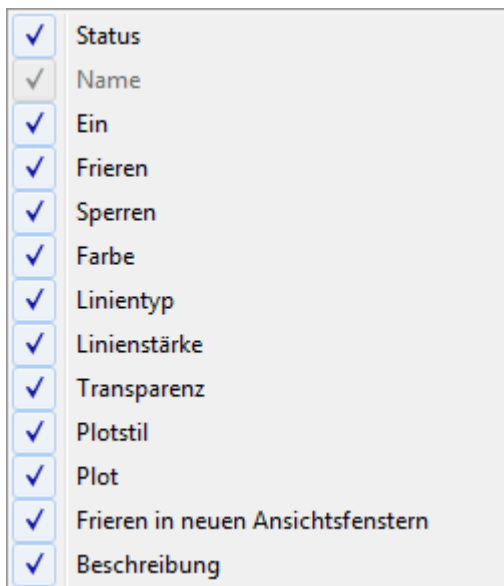 Status
Name
Ein
Frieren
Sperren
Farbe
Linientyp
Linienstärke
Transparenz
Plotstil
Plot
Frieren in neuen Ansichtsfenstern
Beschreibung